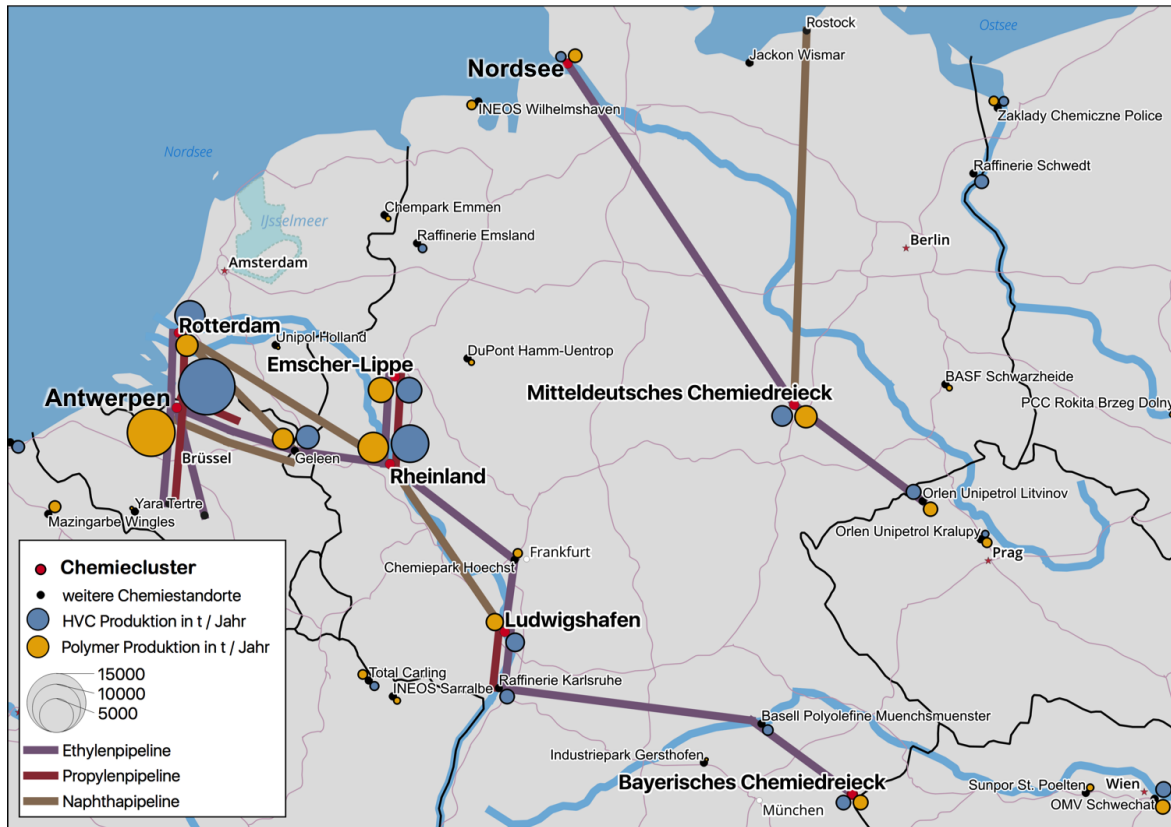 Rostock
Ostsee
Jackon Wismar
Nordsee
INEOS Wilhelmshaven
Zaklady Chemiczne Police
Nordsee
Raffinerie Schwedt
Chempark Emmen
IJsselmeer
Raffinerie Emsland
Berlin
Amsterdam
Rotterdam
Unipol Holland
Emscher-Lippe
DuPont Hamm-Uentrop
BASF Schwarzheide
Mitteldeutsches Chemiedreieck
PCC Rokita Brzeg Dolny
Antwerpen
Brüssel
Geleen
Rheinland
Orlen Unipetrol Litvinov
Yara Tertre
Mazingarbe Wingles
Orlen Unipetrol Kralupy
Prag
Frankfurt
Chemiepark Hoechst
Ludwigshafen
Total Carling
Raffinerie Karlsruhe
INEOS Sarralbe
Basell Polyolefine Muenchsmuenster
Industriepark Gersthofen
Bayerisches Chemiedreieck
München
Sunpor St. Poelten
Wien
OMV Schwechat
Chemiecluster
weitere Chemiestandorte
HVC Produktion in t / Jahr
Polymer Produktion in t / Jahr
15000
10000
5000
Ethylenpipeline
Propylenpipeline
Naphthapipeline